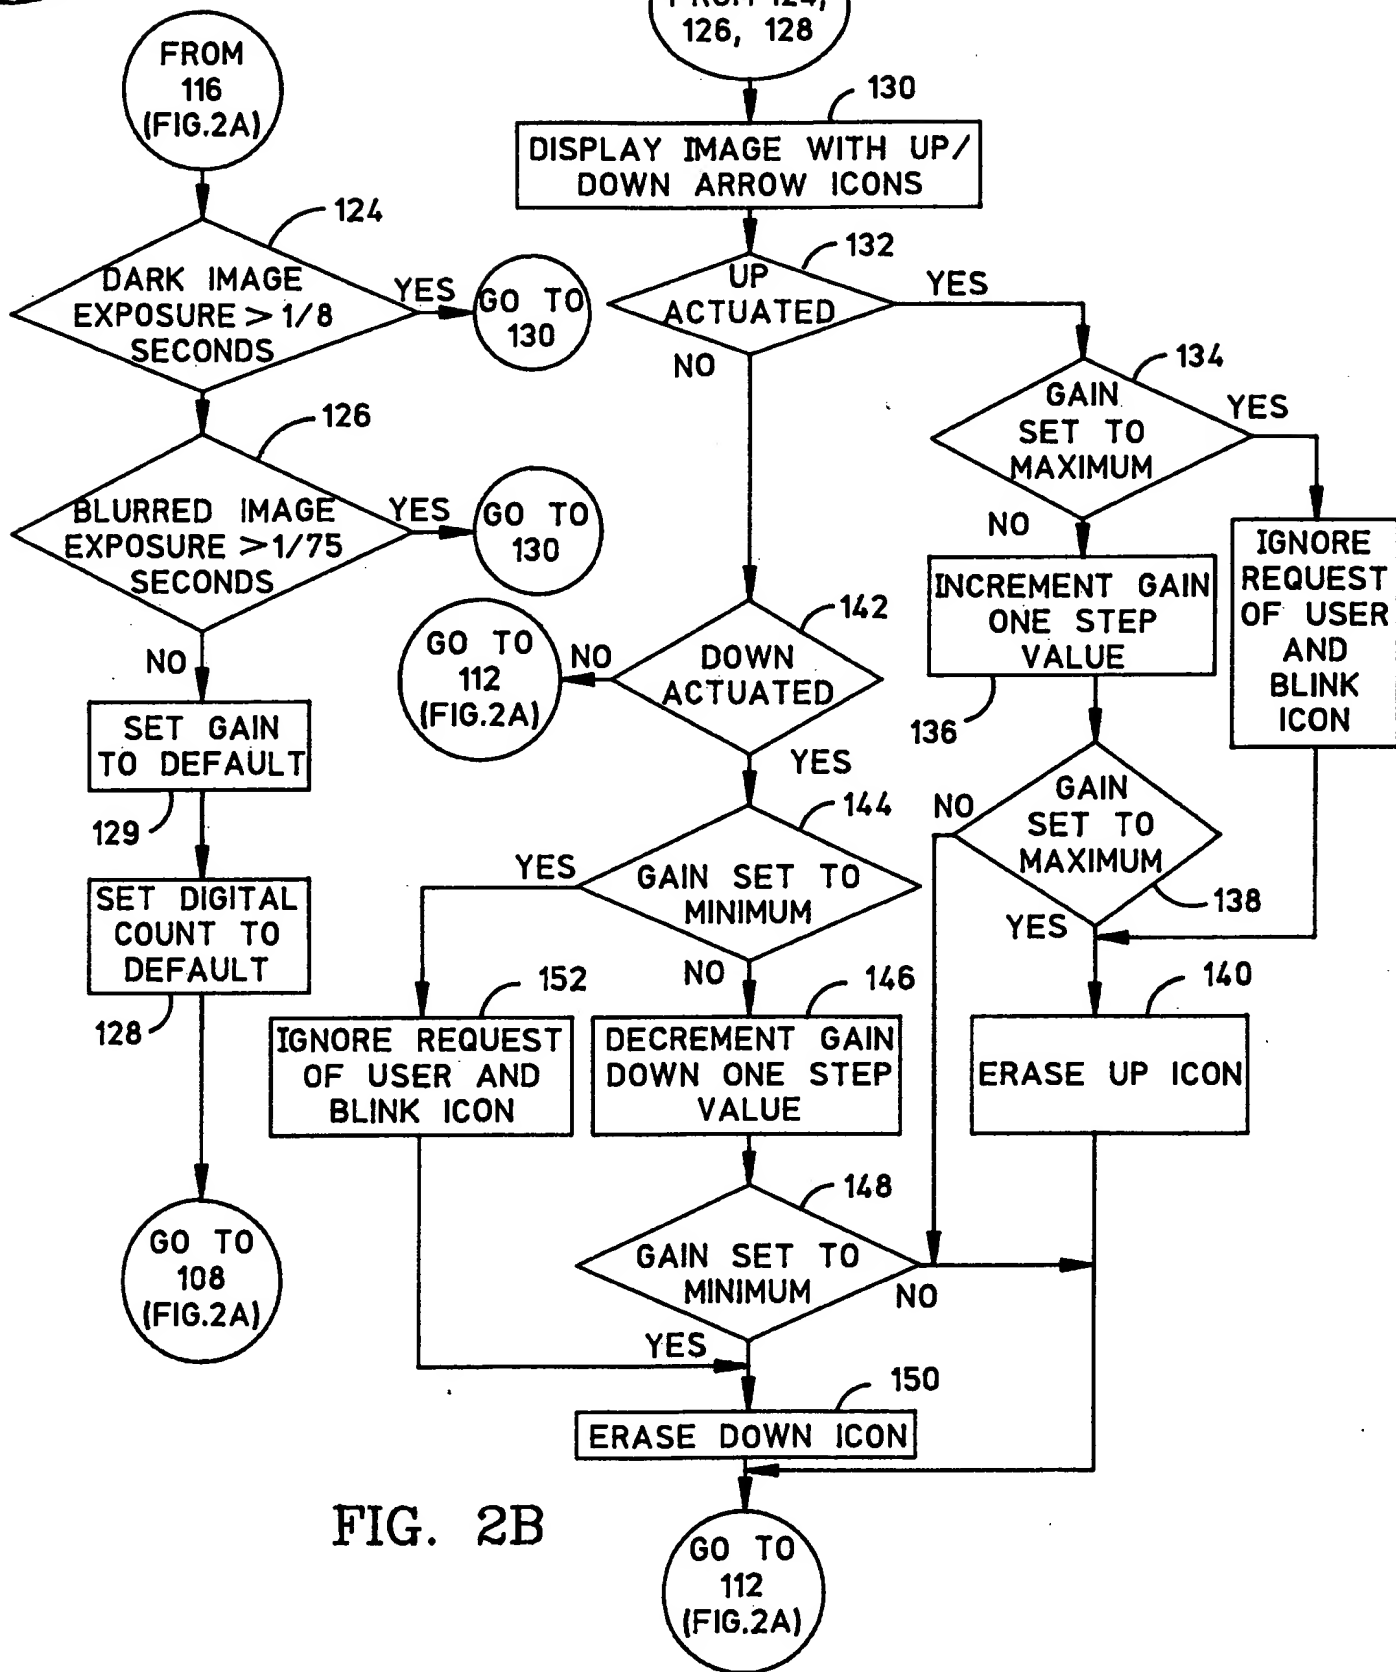 FROM
116
(FIG.2A)
124
DARK IMAGE
EXPOSURE > 1/8
SECONDS
YES
GO TO
130
126
BLURRED IMAGE
EXPOSURE >1/75
SECONDS
YES
GO TO
130
NO
SET GAIN
TO DEFAULT
129
SET DIGITAL
COUNT TO
DEFAULT
128
GO TO
108
(FIG.2A)
FROM 124,
126, 128
130
DISPLAY IMAGE WITH UP/
DOWN ARROW ICONS
132
UP
ACTUATED
YES
NO
134
GAIN
SET TO
MAXIMUM
YES
NO
IGNORE
REQUEST
OF USER
AND
BLINK
ICON
INCREMENT GAIN
ONE STEP
VALUE
136
GAIN
SET TO
MAXIMUM
NO
138
YES
140
ERASE UP ICON
142
DOWN
ACTUATED
NO
GO TO
112
(FIG.2A)
YES
144
GAIN SET TO
MINIMUM
YES
NO
152
IGNORE REQUEST
OF USER AND
BLINK ICON
146
DECREMENT GAIN
DOWN ONE STEP
VALUE
148
GAIN SET TO
MINIMUM
NO
YES
150
ERASE DOWN ICON
GO TO
112
(FIG.2A)
FIG. 2B